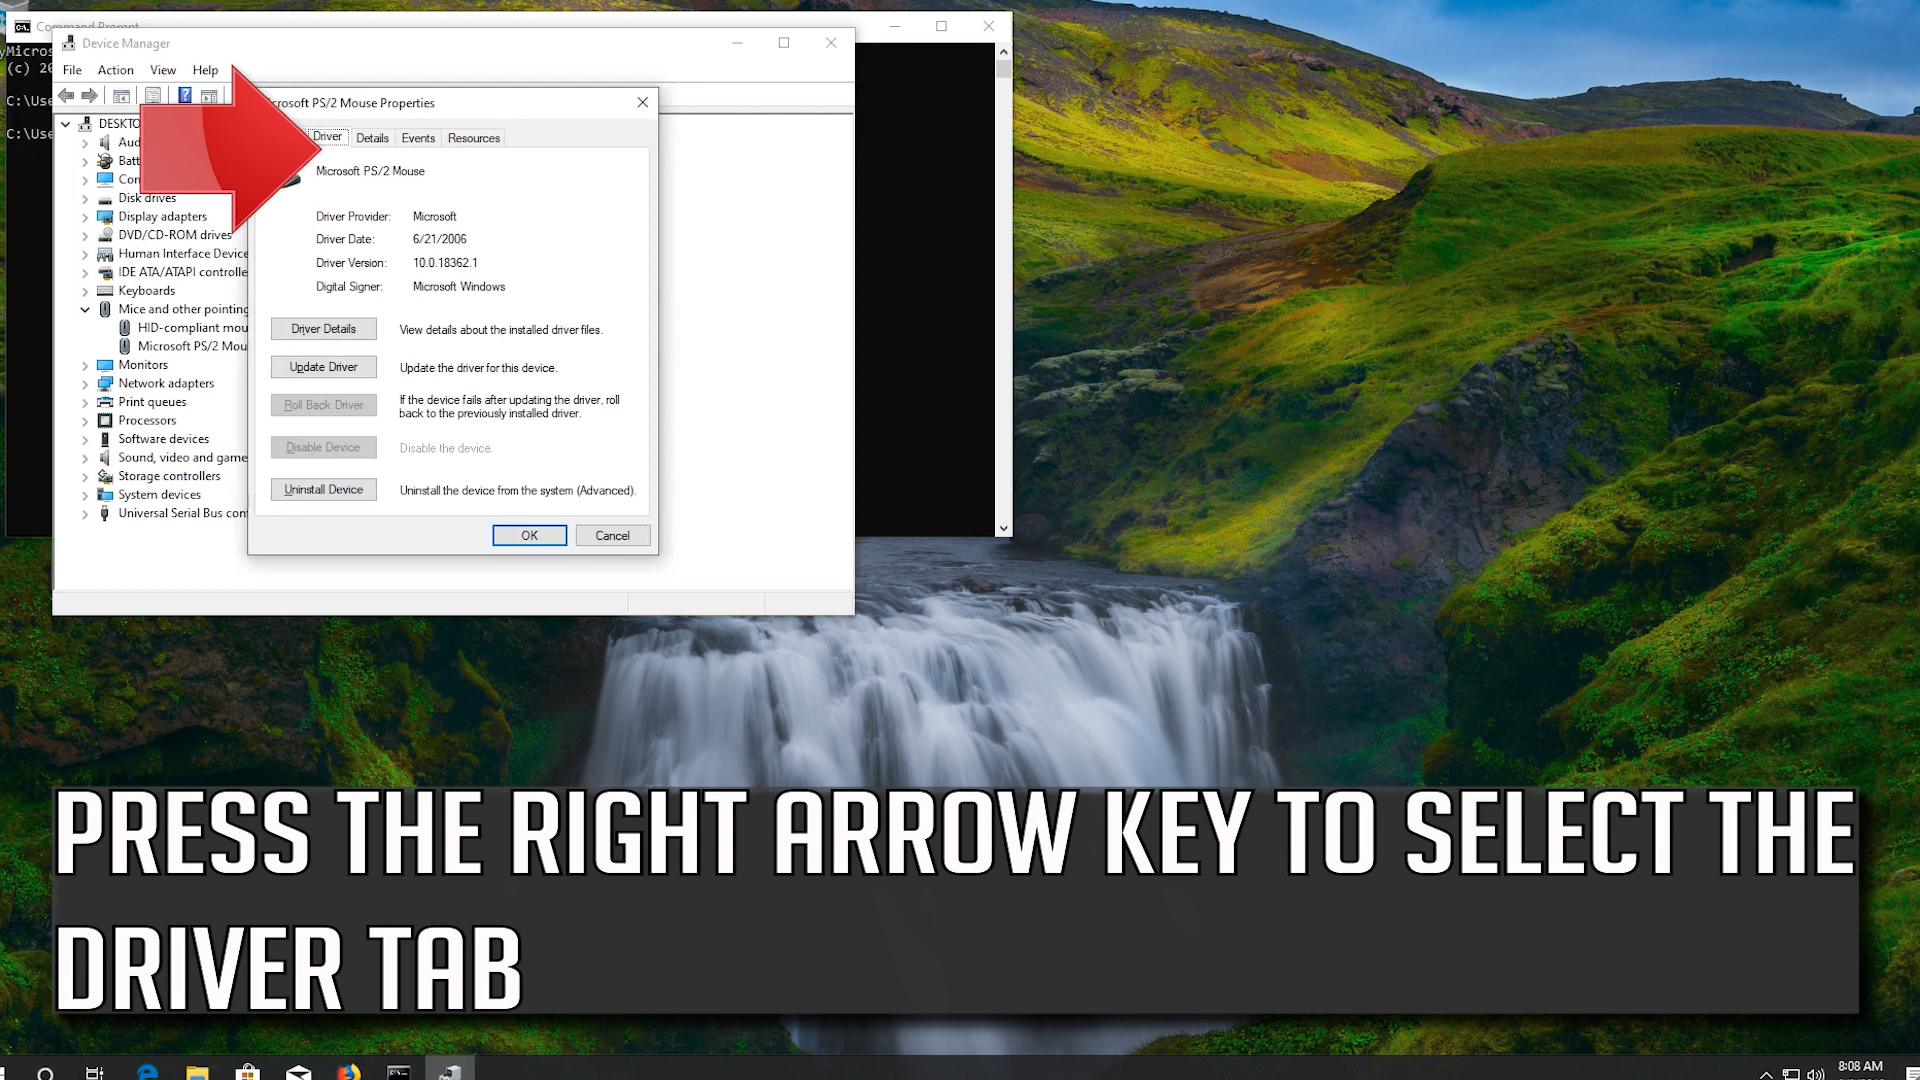 Command Prompt
Device Manager
File Action View Help
Microsoft PS/2 Mouse Properties
Driver Details Events Resources
Microsoft PS/2 Mouse
Driver Provider: Microsoft
Driver Date: 6/21/2006
Driver Version: 10.0.18362.1
Digital Signer: Microsoft Windows
Driver Details View details about the installed driver files.
Update Driver Update the driver for this device.
Roll Back Driver If the device fails after updating the driver, roll
back to the previously installed driver.
Disable Device Disable the device.
Uninstall Device Uninstall the device from the system (Advanced).
OK Cancel
Disk drives
Display adapters
DVD/CD-ROM drives
Human Interface Device
IDE ATA/ATAPI controlle
Keyboards
Mice and other pointing
HID-compliant mou
Microsoft PS/2 Mou
Monitors
Network adapters
Print queues
Processors
Software devices
Sound, video and game
Storage controllers
System devices
Universal Serial Bus cont
C:\Use
C:\Use
PRESS THE RIGHT ARROW KEY TO SELECT THE
DRIVER TAB
8:08 AM